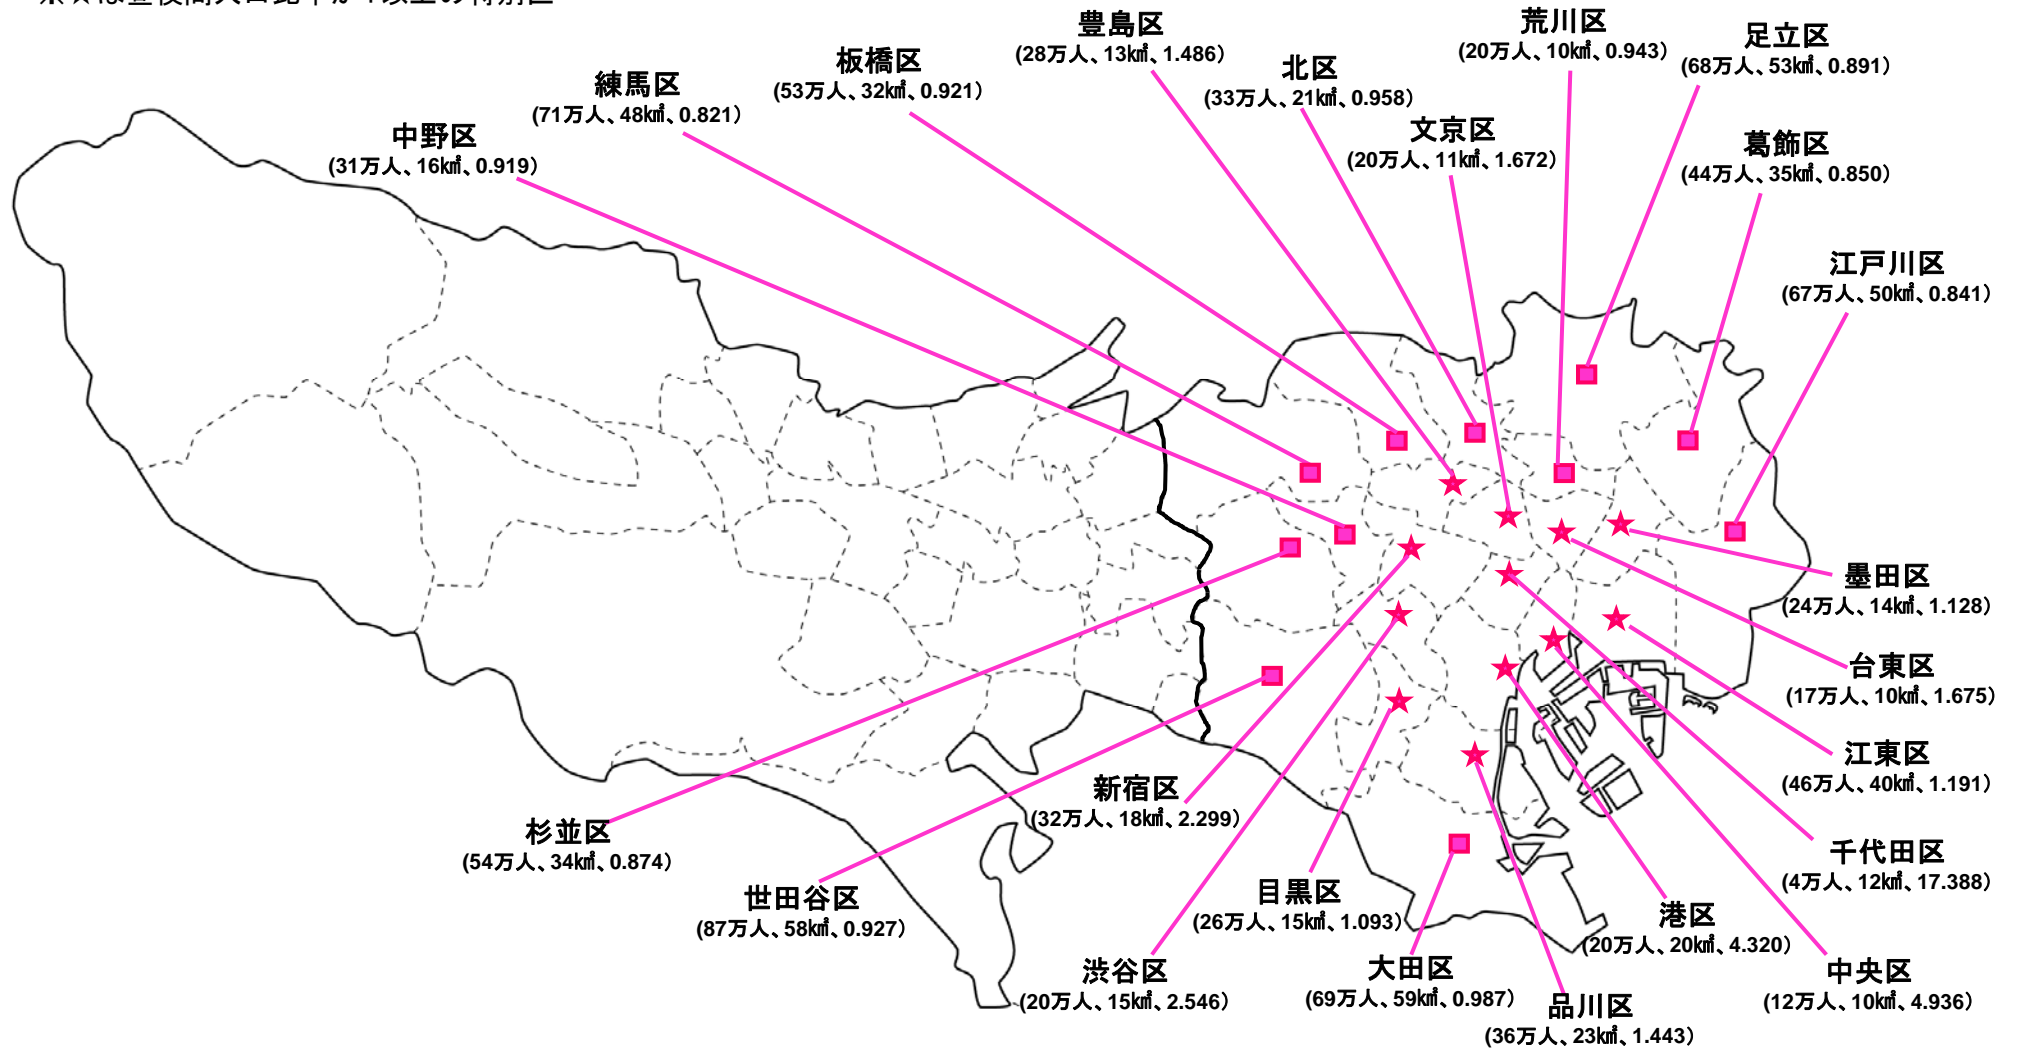 豊島区
(28万人、13㎢、1.486)
荒川区
(20万人、10㎢、0.943)
足立区
(68万人、53㎢、0.891)
板橋区
(53万人、32㎢、0.921)
北区
(33万人、21㎢、0.958)
練馬区
(71万人、48㎢、0.821)
中野区
(31万人、16㎢、0.919)
文京区
(20万人、11㎢、1.672)
葛飾区
(44万人、35㎢、0.850)
江戸川区
(67万人、50㎢、0.841)
墨田区
(24万人、14㎢、1.128)
台東区
(17万人、10㎢、1.675)
江東区
(46万人、40㎢、1.191)
新宿区
(32万人、18㎢、2.299)
杉並区
(54万人、34㎢、0.874)
千代田区
(4万人、12㎢、17.388)
世田谷区
(87万人、58㎢、0.927)
目黒区
(26万人、15㎢、1.093)
港区
(20万人、20㎢、4.320)
渋谷区
(20万人、15㎢、2.546)
大田区
(69万人、59㎢、0.987)
中央区
(12万人、10㎢、4.936)
品川区
(36万人、23㎢、1.443)